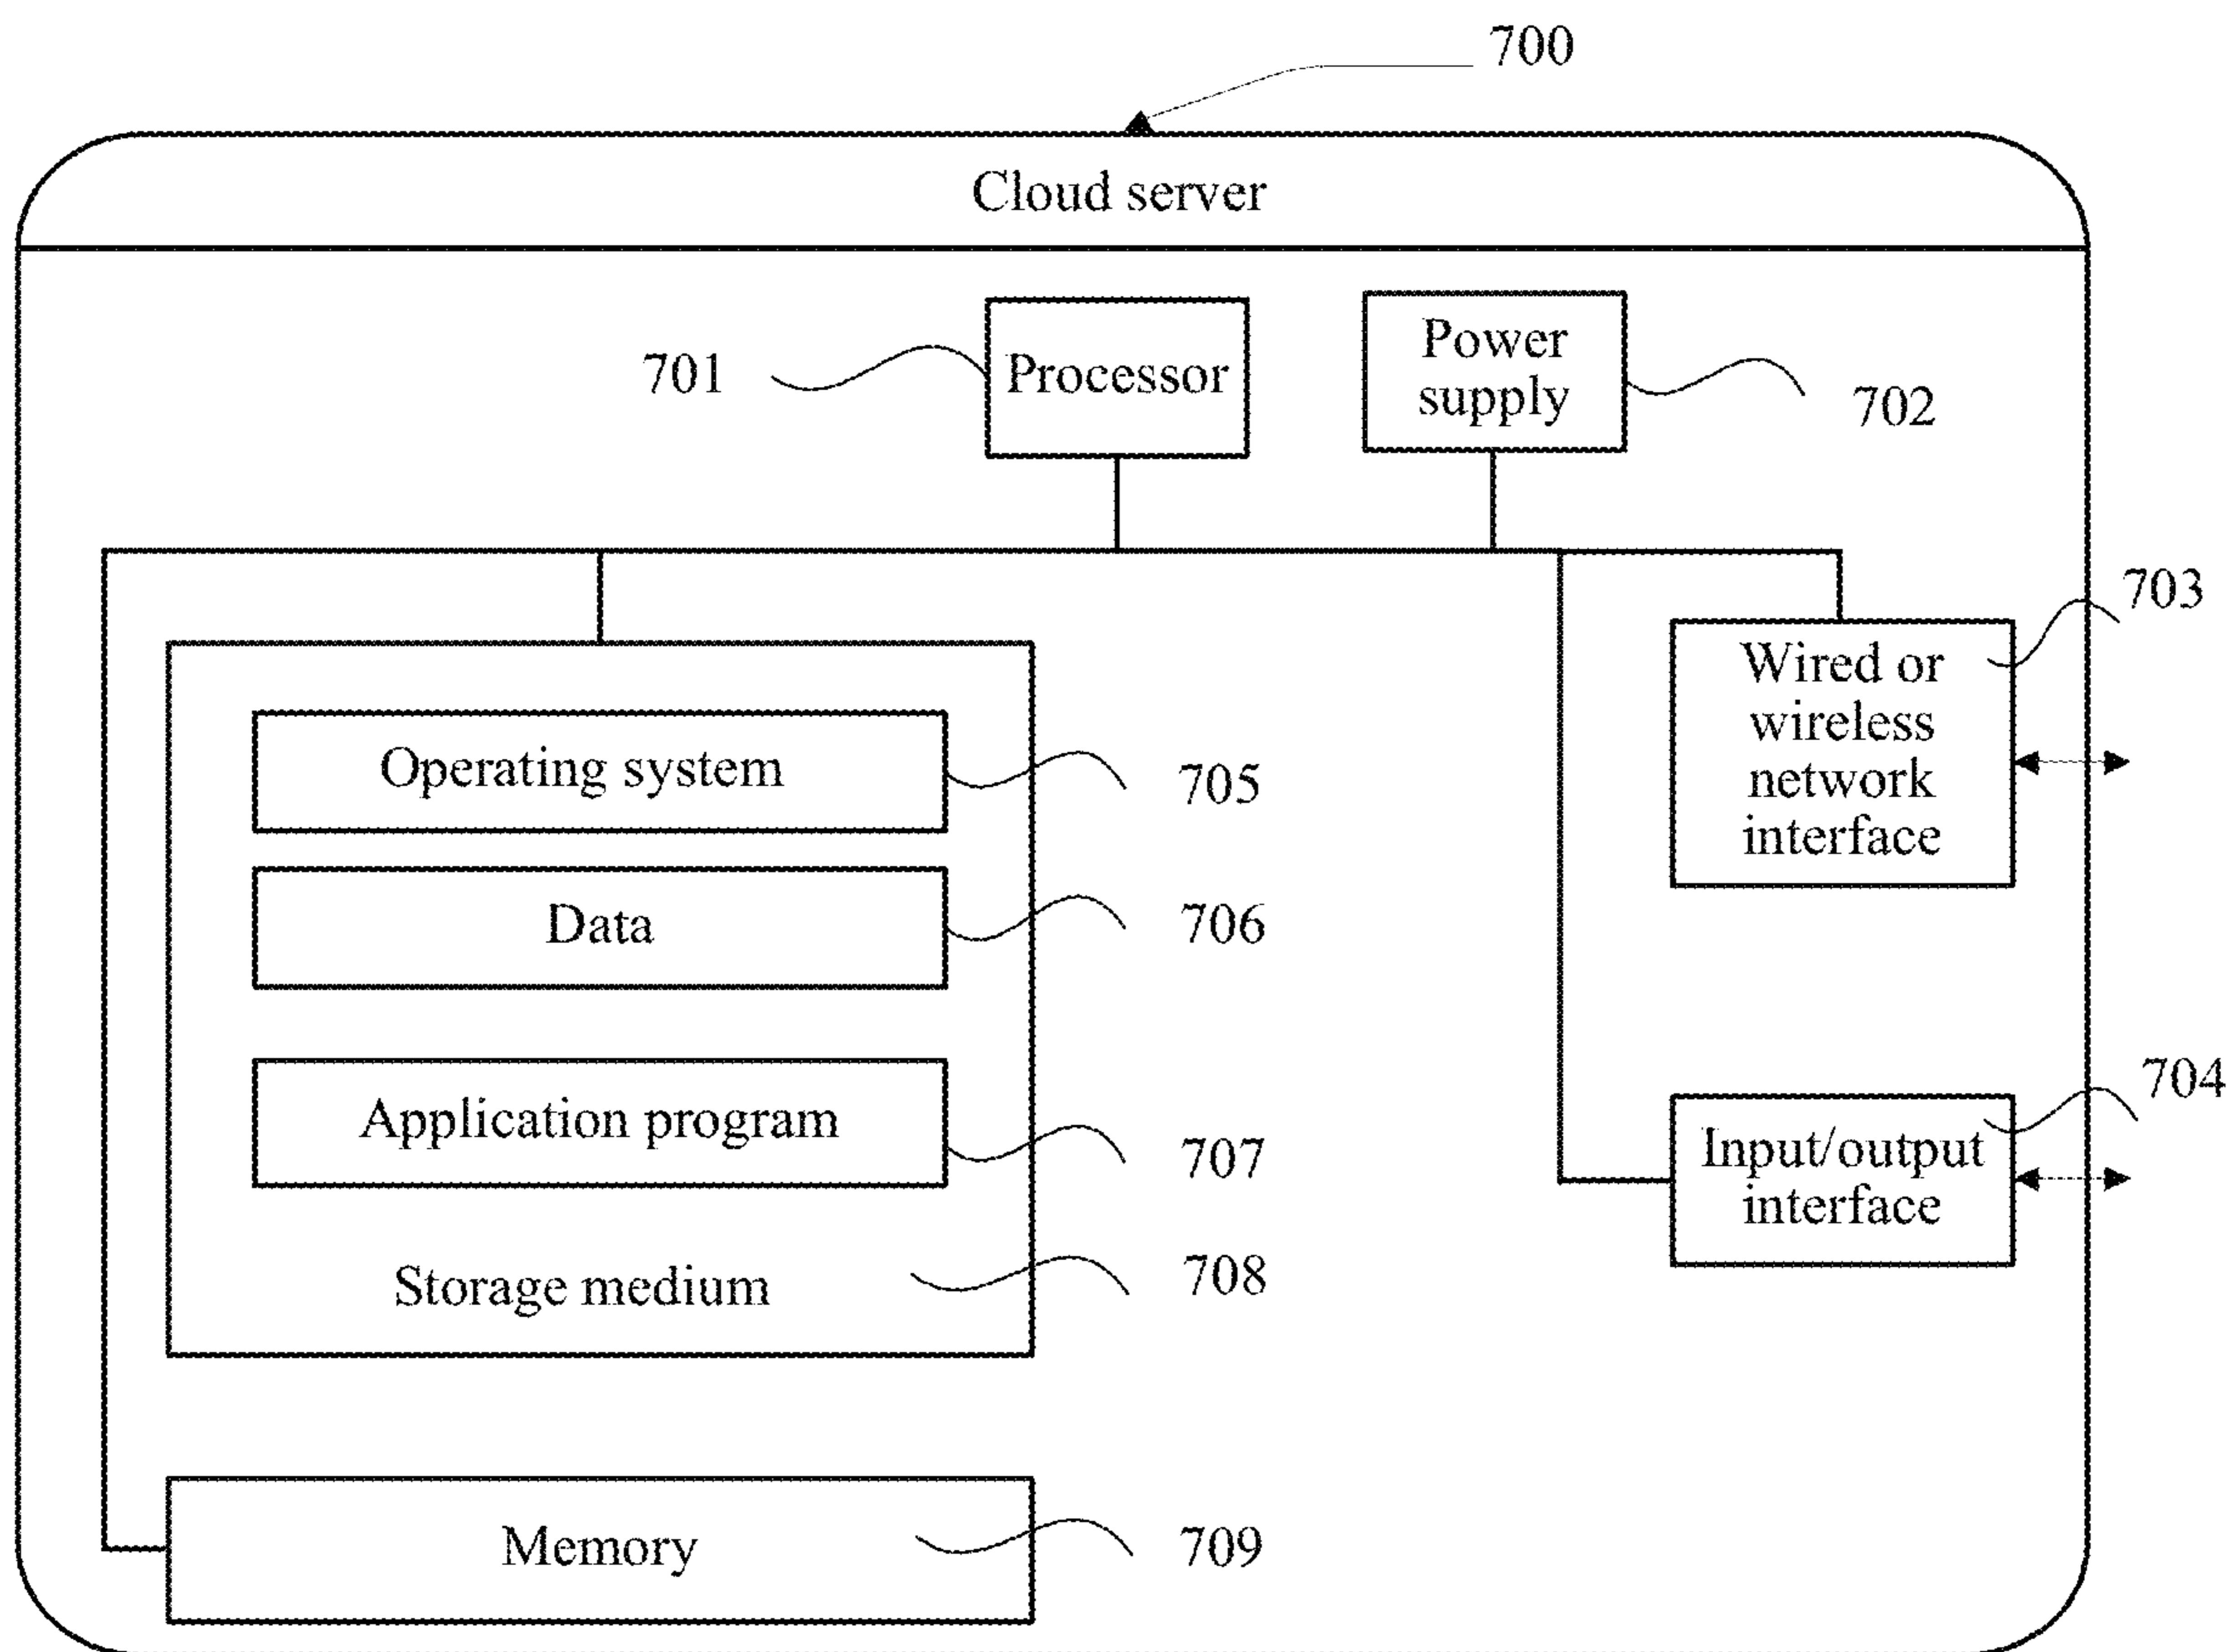 700
Cloud server
701
Processor
Power
supply
702
703
Wired or
wireless
network
interface
Operating system
705
Data
706
704
Input/output
interface
Application program
707
Storage medium
708
Memory
709